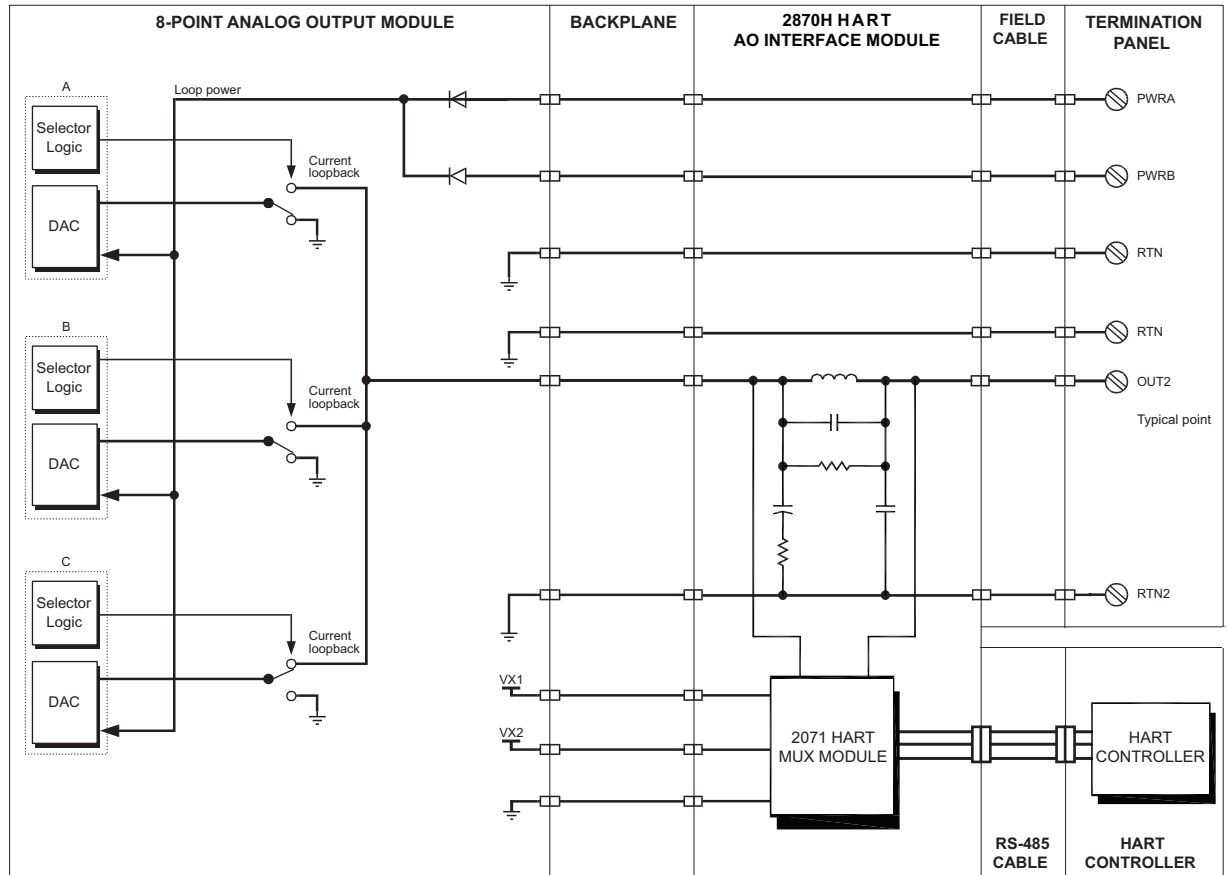 8-POINT ANALOG OUTPUT MODULE
BACKPLANE
2870H HART
AO INTERFACE MODULE
FIELD
CABLE
TERMINATION
PANEL
A
Loop power
Selector
Logic
Current
loopback
DAC
PWRA
PWRB
RTN
RTN
B
Selector
Logic
Current
loopback
DAC
OUT2
Typical point
C
Selector
Logic
Current
loopback
DAC
RTN2
VX1
VX2
2071 HART
MUX MODULE
HART
CONTROLLER
RS-485
CABLE
HART
CONTROLLER